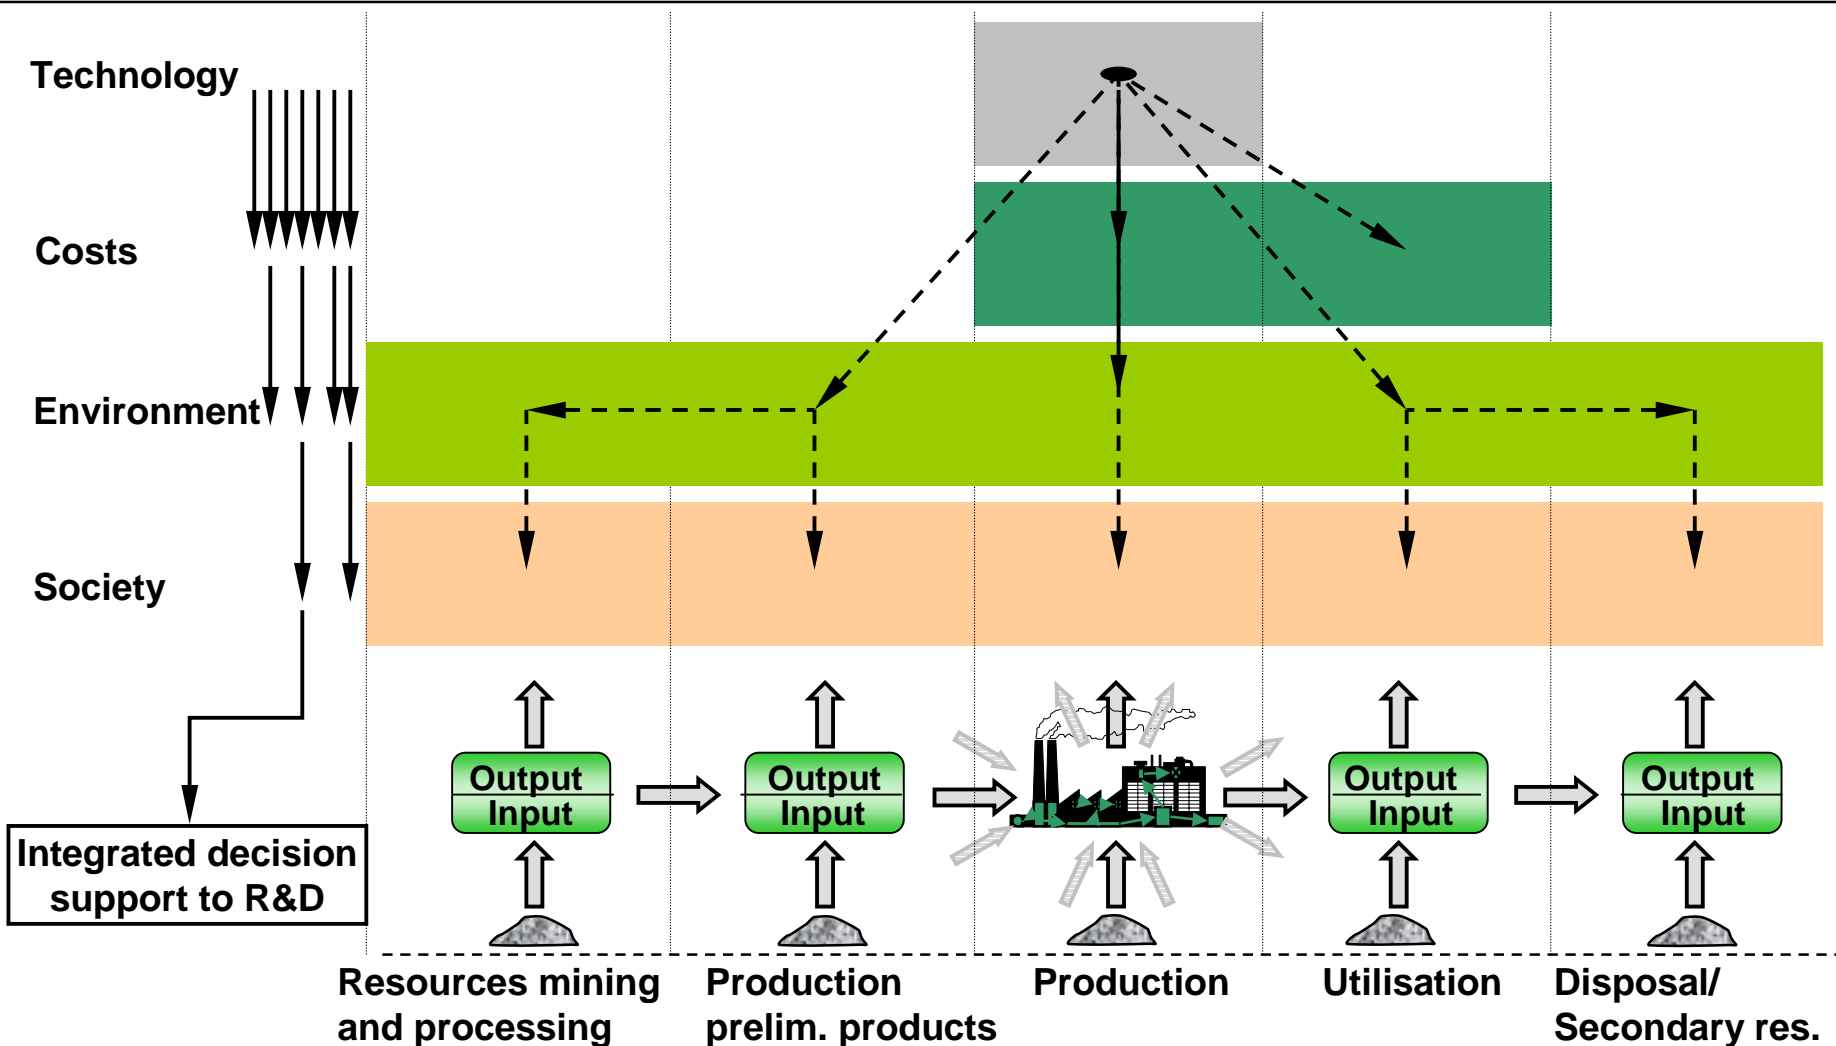 Technology
Costs
Environment
Society
Output
Input
Output
Input
Output
Input
Output
Input
Integrated decision
support to R&D
Resources mining
and processing
Production
prelim. products
Production
Utilisation
Disposal/
Secondary res.